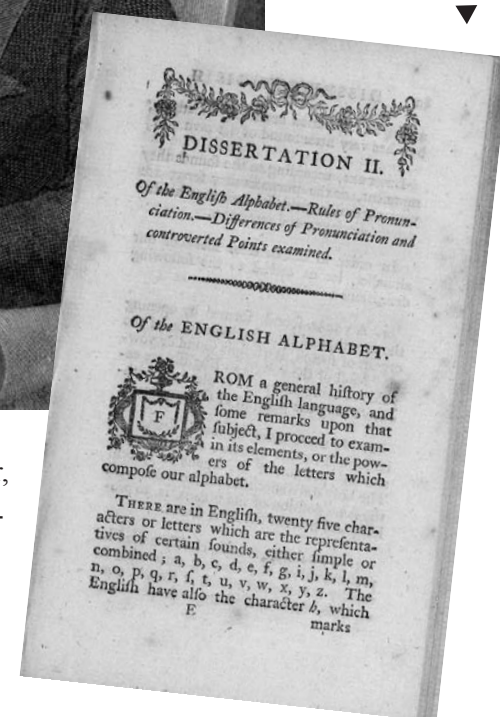 DISSERTATION II.
Of the Engliſh Alphabet.—Rules of Pronun-
ciation.—Differences of Pronunciation and
controverted Points examined.
Of the ENGLISH ALPHABET.
FROM a general hiſtory of
the Engliſh language, and
ſome remarks upon that
ſubject, I proceed to exam-
in its elements, or the pow-
ers of the letters which
compoſe our alphabet.
THERE are in Engliſh, twenty five char-
acters or letters which are the repreſenta-
tives of certain ſounds, either ſimple or
combined ; a, b, c, d, e, f, g, i, j, k, l, m,
n, o, p, q, r, ſ, t, u, v, w, x, y, z. The
Engliſh have alſo the character h, which
E
marks